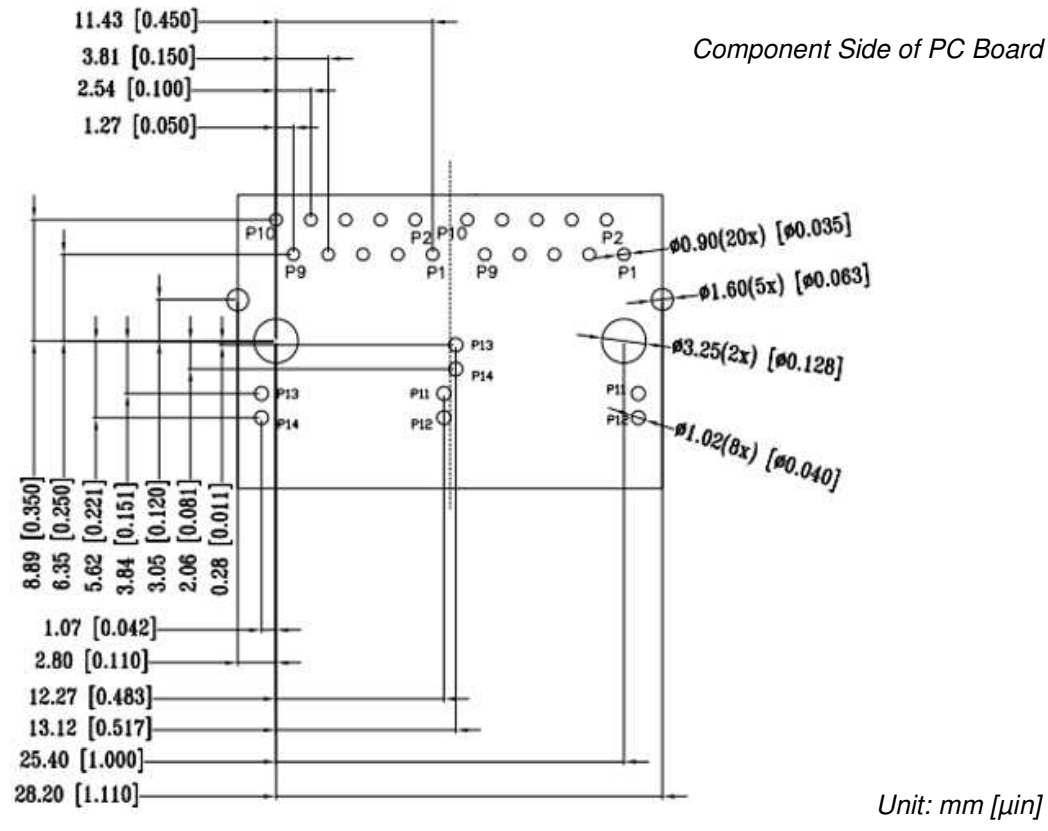 11.43 [0.450]
Component Side of PC Board
3.81 [0.150]
2.54 [0.100]
1.27 [0.050]
P10
P2
P10
P2
ø0.90(20x) [ø0.035]
P9
P1
P9
P1
ø1.60(5x) [ø0.063]
P13
ø3.25(2x) [ø0.128]
P14
P13
P11
P11
P14
P12
P12
ø1.02(8x) [ø0.040]
8.89 [0.350]
6.35 [0.250]
5.62 [0.221]
3.84 [0.151]
3.05 [0.120]
2.06 [0.081]
0.28 [0.011]
1.07 [0.042]
2.80 [0.110]
12.27 [0.483]
13.12 [0.517]
25.40 [1.000]
28.20 [1.110]
Unit: mm [µin]